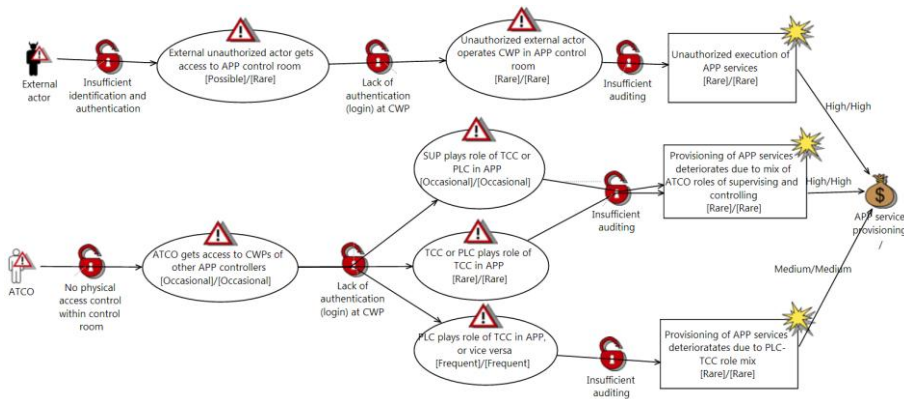 External
actor
Insufficient
identification and
authentication
External unauthorized actor gets
access to APP control room
[Possible]/[Rare]
Lack of
authentication
(login) at CWP
Unauthorized external actor
operates CWP in APP control
room
[Rare]/[Rare]
Insufficient
auditing
Unauthorized execution of
APP services
[Rare]/[Rare]
High/High
SUP plays role of TCC or
PLC in APP
[Occasional]/[Occasional]
Insufficient
auditing
Provisioning of APP services
deteriorates due to mix of
ATCO roles of supervising and
controlling
[Rare]/[Rare]
High/High
$
APP service
provisioning
/
ATCO
No physical
access control
within control
room
ATCO gets access to CWPs of
other APP controllers
[Occasional]/[Occasional]
Lack of
authentication
(login) at CWP
TCC or PLC plays role of
TCC in APP
[Rare]/[Rare]
Medium/Medium
PLC plays role of TCC in APP,
or vice versa
[Frequent]/[Frequent]
Insufficient
auditing
Provisioning of APP services
deterioratates due to PLC-
TCC role mix
[Rare]/[Rare]